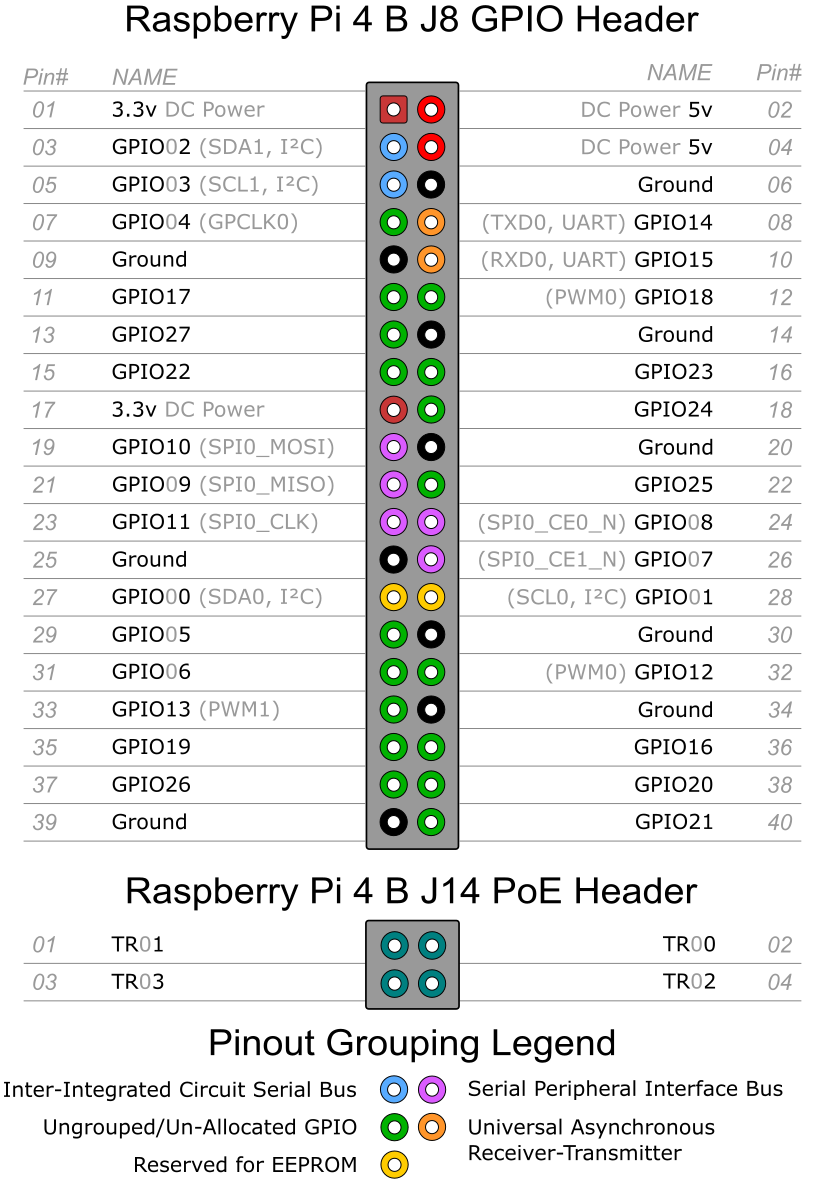 Raspberry Pi 4 B J8 GPIO Header
Pin# NAME NAME Pin#
01 3.3v DC Power DC Power 5v 02
03 GPIO02 (SDA1, I²C) DC Power 5v 04
05 GPIO03 (SCL1, I²C) Ground 06
07 GPIO04 (GPCLK0) (TXD0, UART) GPIO14 08
09 Ground (RXD0, UART) GPIO15 10
11 GPIO17 (PWM0) GPIO18 12
13 GPIO27 Ground 14
15 GPIO22 GPIO23 16
17 3.3v DC Power GPIO24 18
19 GPIO10 (SPI0_MOSI) Ground 20
21 GPIO09 (SPI0_MISO) GPIO25 22
23 GPIO11 (SPI0_CLK) (SPI0_CE0_N) GPIO08 24
25 Ground (SPI0_CE1_N) GPIO07 26
27 GPIO00 (SDA0, I²C) (SCL0, I²C) GPIO01 28
29 GPIO05 Ground 30
31 GPIO06 (PWM0) GPIO12 32
33 GPIO13 (PWM1) Ground 34
35 GPIO19 GPIO16 36
37 GPIO26 GPIO20 38
39 Ground GPIO21 40
Raspberry Pi 4 B J14 PoE Header
01 TR01 TR00 02
03 TR03 TR02 04
Pinout Grouping Legend
Inter-Integrated Circuit Serial Bus Serial Peripheral Interface Bus
Ungrouped/Un-Allocated GPIO Universal Asynchronous
Receiver-Transmitter
Reserved for EEPROM